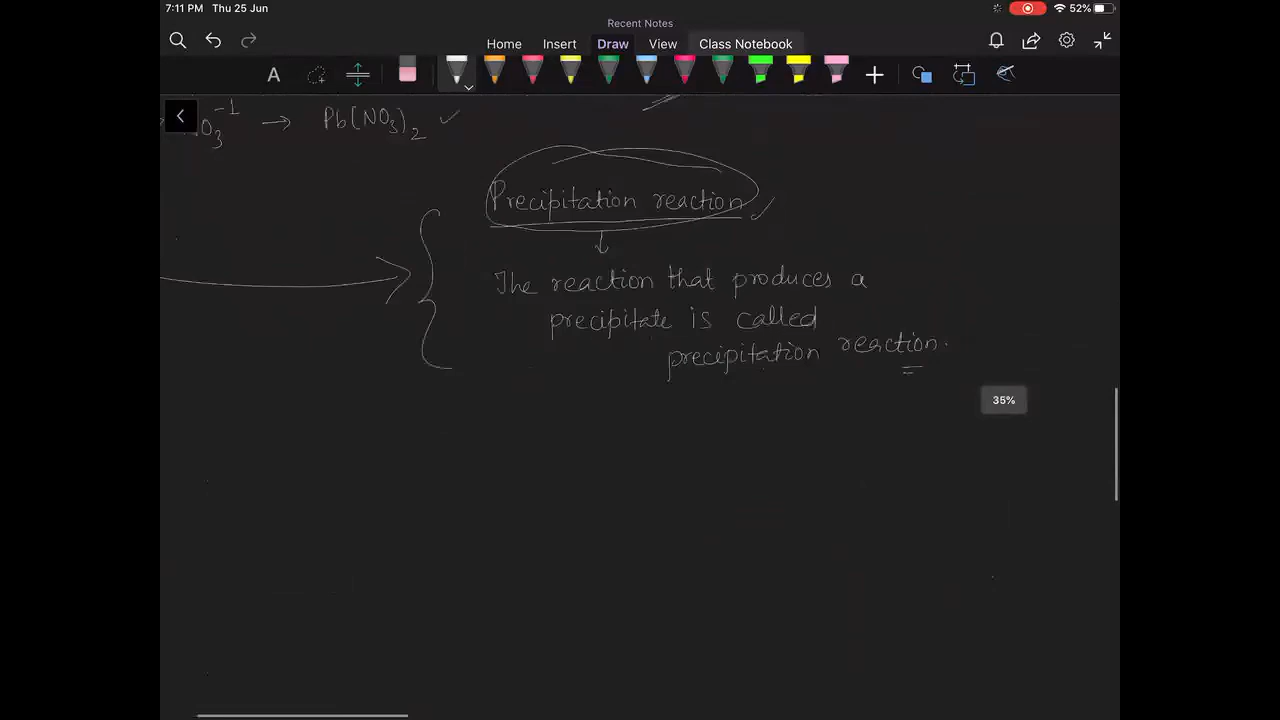 7:11 PM Thu 25 Jun
52%
Recent Notes
Home Insert Draw View Class Notebook
A
O₃⁻¹ → Pb(NO₃)₂ ✓
Precipitation reaction ✓
The reaction that produces a
precipitate is called
precipitation reaction.
35%